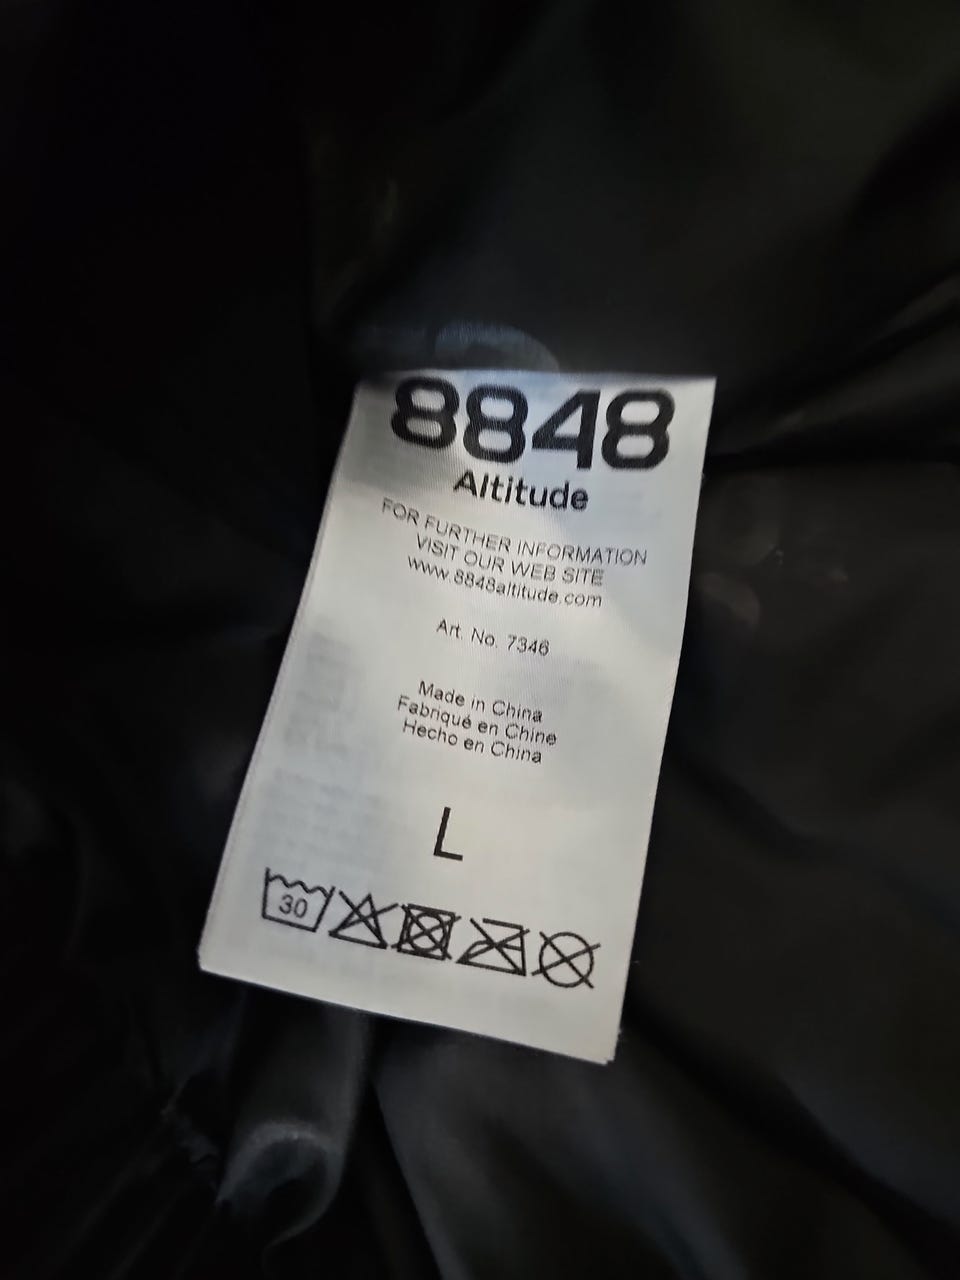 8848
Altitude
FOR FURTHER INFORMATION
VISIT OUR WEB SITE
www.8848altitude.com
Art. No. 7346
Made in China
Fabriqué en Chine
Hecho en China
L
30